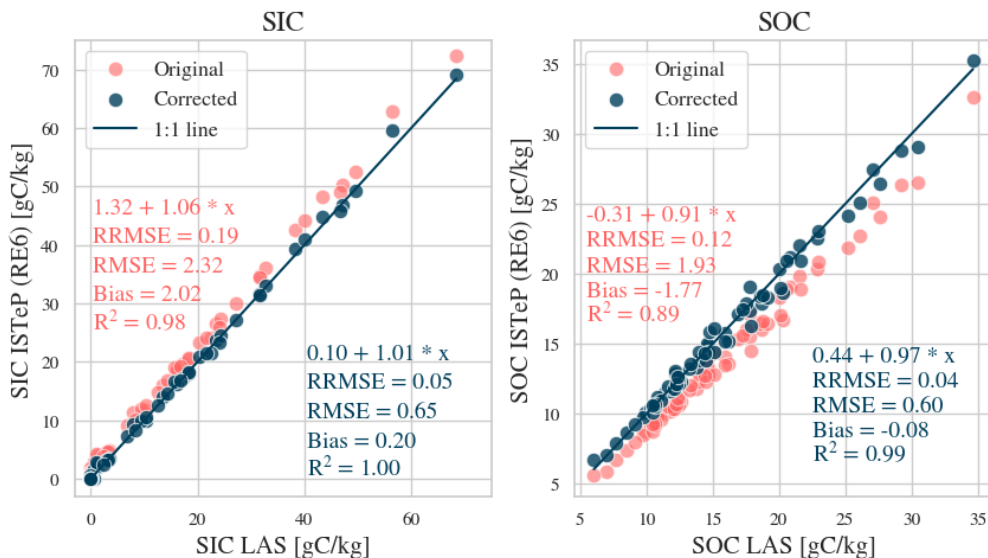 SIC
Original
Corrected
1:1 line
1.32 + 1.06 * x
RRMSE = 0.19
RMSE = 2.32
Bias = 2.02
R² = 0.98
0.10 + 1.01 * x
RRMSE = 0.05
RMSE = 0.65
Bias = 0.20
R² = 1.00
70
60
50
40
30
20
10
0
SIC ISTeP (RE6) [gC/kg]
0 20 40 60
SIC LAS [gC/kg]
SOC
Original
Corrected
1:1 line
-0.31 + 0.91 * x
RRMSE = 0.12
RMSE = 1.93
Bias = -1.77
R² = 0.89
0.44 + 0.97 * x
RRMSE = 0.04
RMSE = 0.60
Bias = -0.08
R² = 0.99
35
30
25
20
15
10
5
SOC ISTeP (RE6) [gC/kg]
5 10 15 20 25 30 35
SOC LAS [gC/kg]